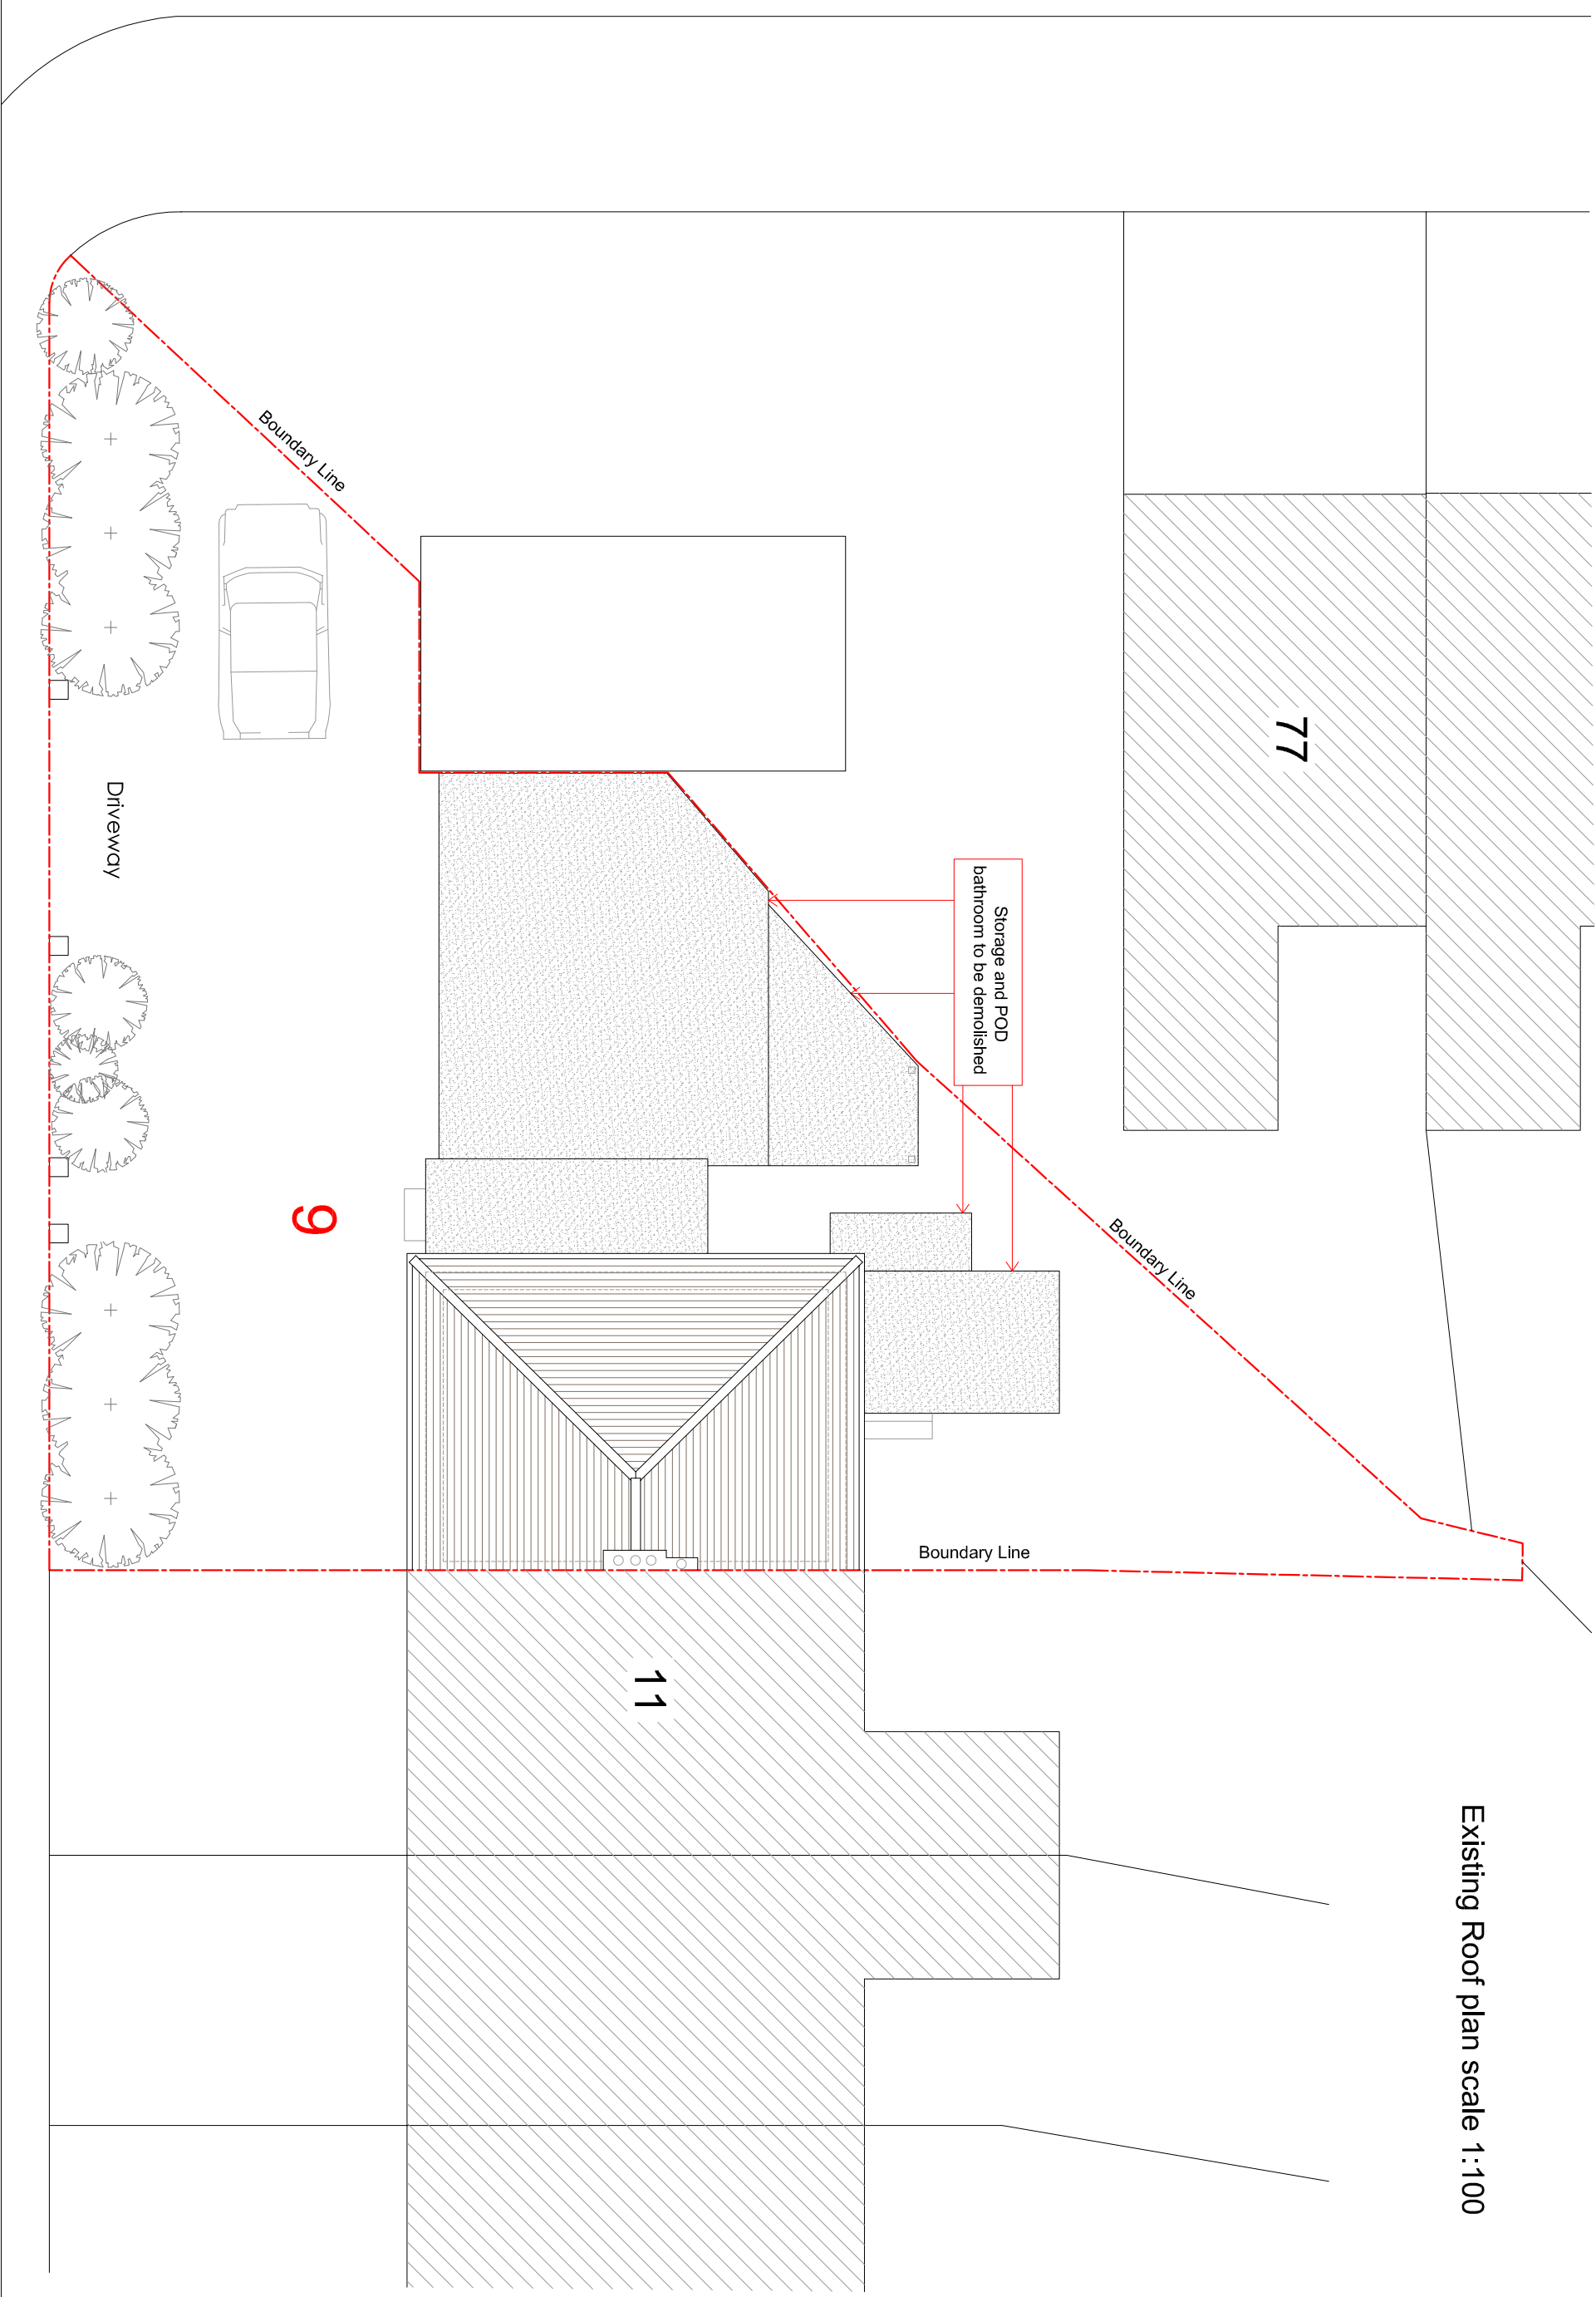 Existing Roof plan scale 1:100
77
Storage and POD
bathroom to be demolished
Boundary Line
Boundary Line
Boundary Line
11
9
Driveway